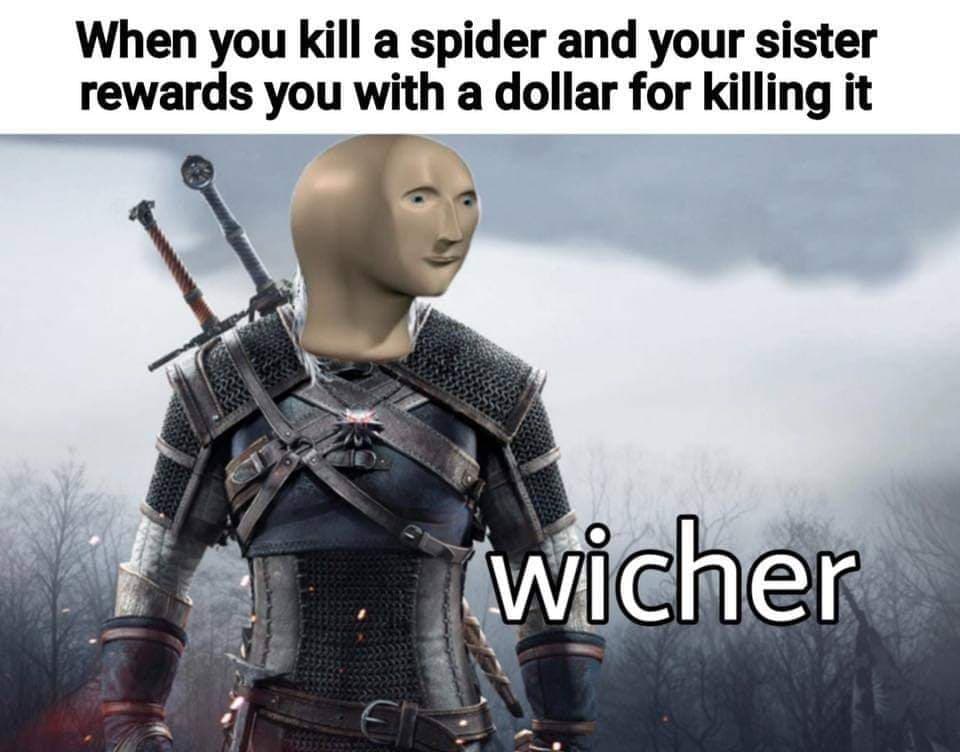 When you kill a spider and your sister
rewards you with a dollar for killing it
wicher